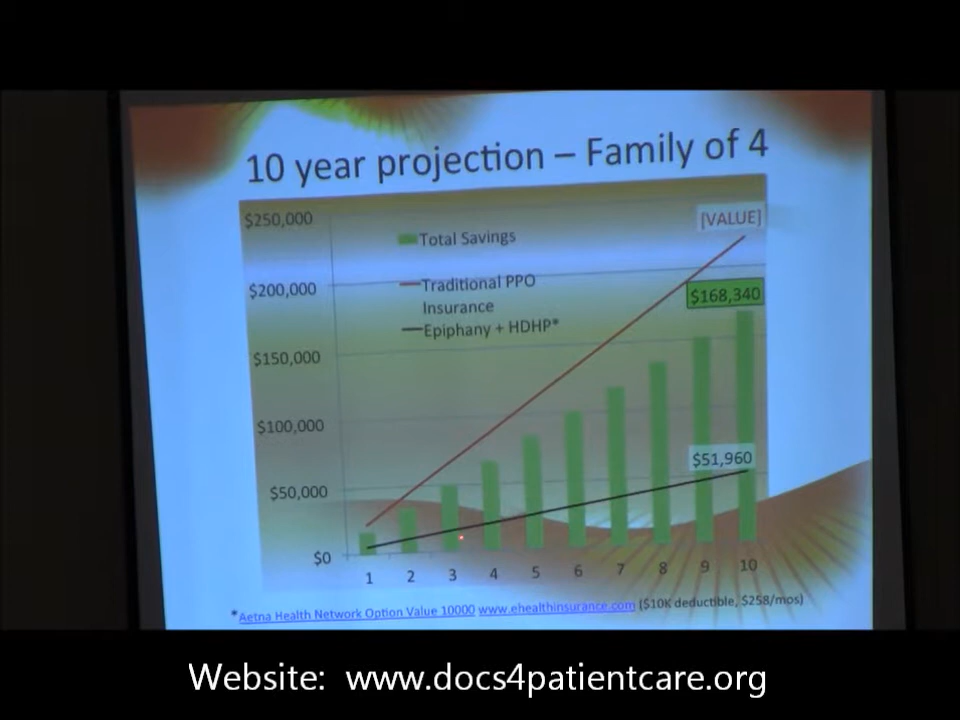 10 year projection – Family of 4
$250,000
[VALUE]
Total Savings
$200,000
Traditional PPO
Insurance
$168,340
Epiphany + HDHP*
$150,000
$100,000
$51,960
$50,000
$0
1 2 3 4 5 6 7 8 9 10
*Aetna Health Network Option Value 10000 www.ehealthinsurance.com ($10K deductible, $258/mos)
Website: www.docs4patientcare.org